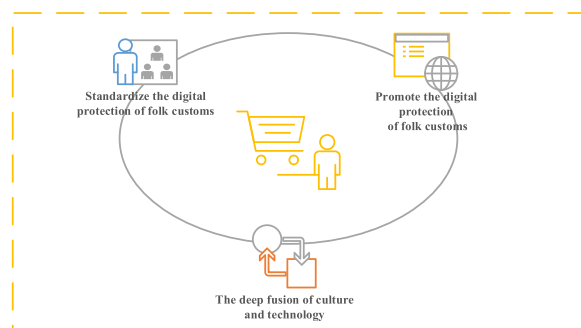 Standardize the digital
protection of folk customs
Promote the digital
protection
of folk customs
The deep fusion of culture
and technology